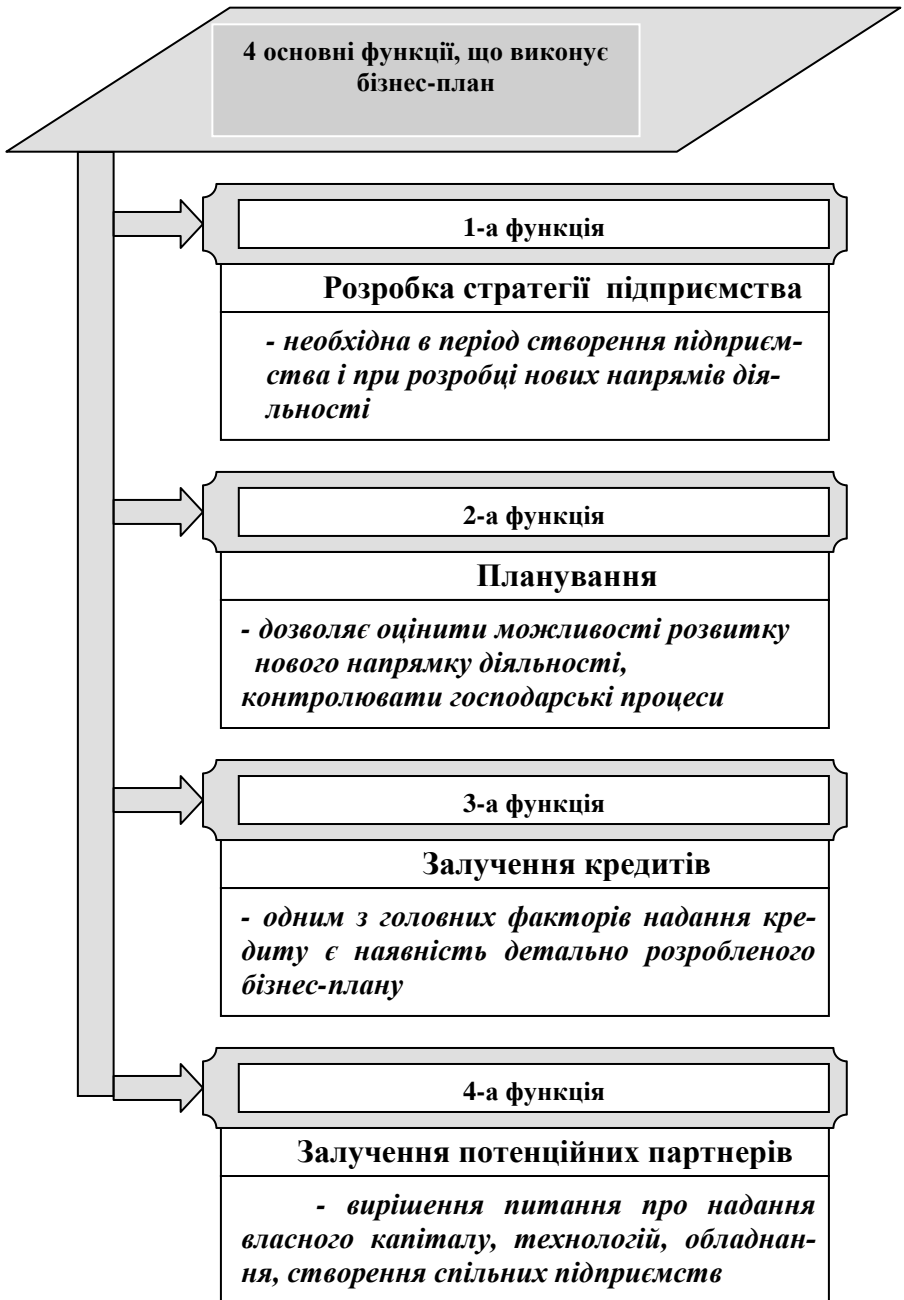 4 основні функції, що виконує
бізнес-план
1-а функція
Розробка стратегії підприємства
- необхідна в період створення підприєм-
ства і при розробці нових напрямів дія-
льності
2-а функція
Планування
- дозволяє оцінити можливості розвитку
нового напрямку діяльності,
контролювати господарські процеси
3-а функція
Залучення кредитів
- одним з головних факторів надання кре-
диту є наявність детально розробленого
бізнес-плану
4-а функція
Залучення потенційних партнерів
- вирішення питання про надання
власного капіталу, технологій, обладнан-
ня, створення спільних підприємств